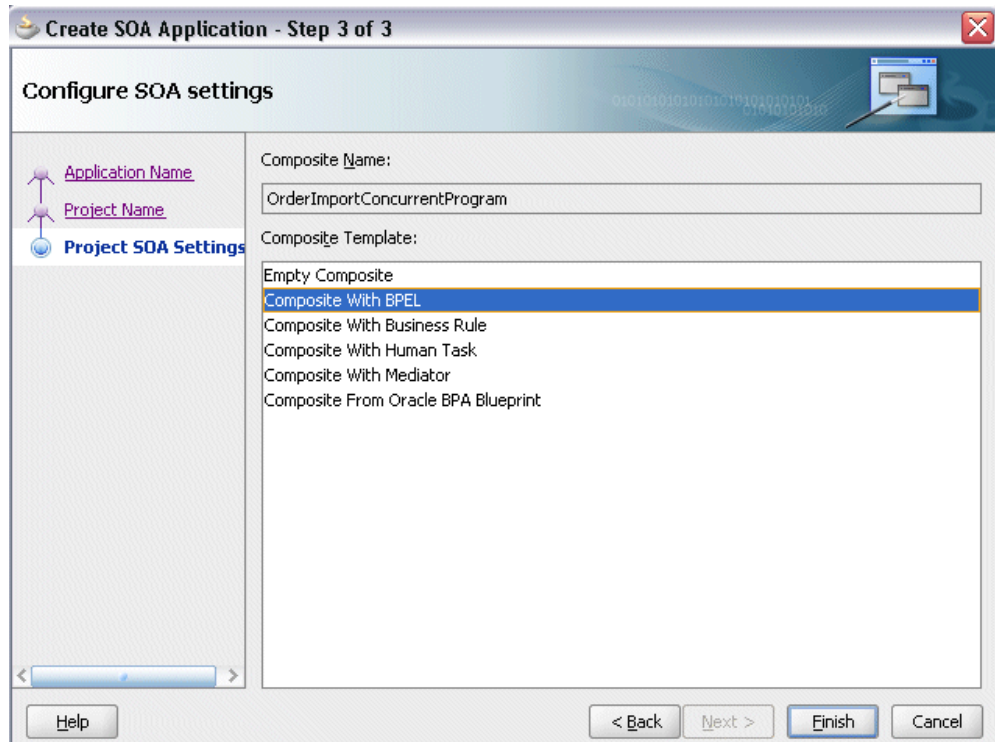 Create SOA Application - Step 3 of 3
Configure SOA settings
Application Name
Project Name
Project SOA Settings
Composite Name:
OrderImportConcurrentProgram
Composite Template:
Empty Composite
Composite With BPEL
Composite With Business Rule
Composite With Human Task
Composite With Mediator
Composite From Oracle BPA Blueprint
Help
< Back
Next >
Finish
Cancel